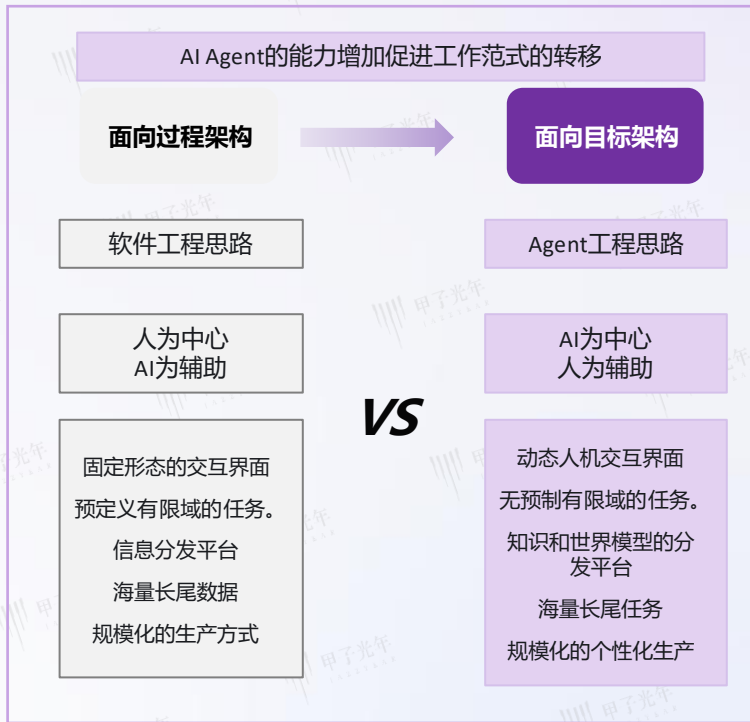 AI Agent的能力增加促进工作范式的转移
面向过程架构
面向目标架构
软件工程思路
Agent工程思路
人为中心
AI为辅助
AI为中心
人为辅助
VS
固定形态的交互界面
预定义有限域的任务。
信息分发平台
海量长尾数据
规模化的生产方式
动态人机交互界面
无预制有限域的任务。
知识和世界模型的分
发平台
海量长尾任务
规模化的个性化生产
甲子光年